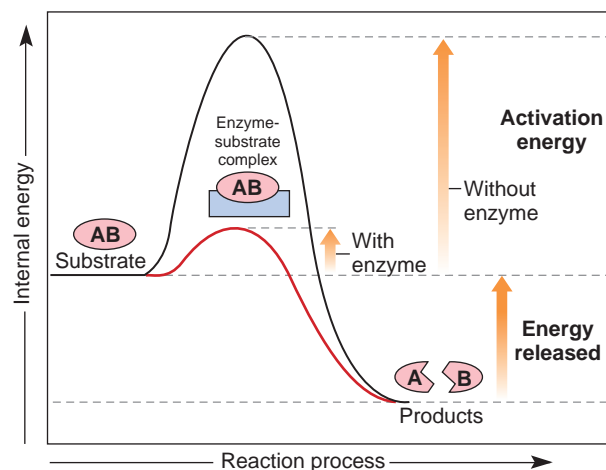 Internal energy
Enzyme-
substrate
complex
AB
AB
Substrate
Activation
energy
Without
enzyme
With
enzyme
Energy
released
A
B
Products
Reaction process